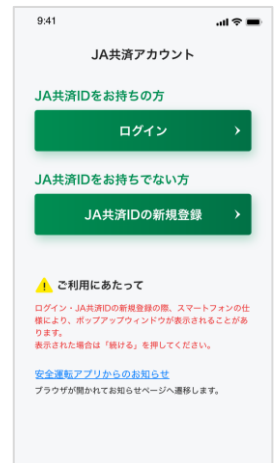 9:41
JA共済アカウント
JA共済IDをお持ちの方
ログイン
JA共済IDをお持ちでない方
JA共済IDの新規登録
ご利用にあたって
ログイン・JA共済IDの新規登録の際、スマートフォンの仕
様により、ポップアップウィンドウが表示されることがあ
ります。
表示された場合は「続ける」を押してください。
安全運転アプリからのお知らせ
ブラウザが開かれてお知らせページへ遷移します。